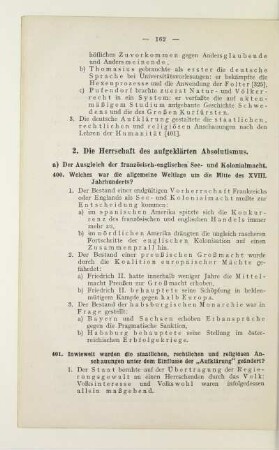 — 162 —
höfliches Zuvorkommen gegen Andersglaubende
und Andersmeinende,
b) Thomasius gebrauchte als erster die deutsche
Sprache bei Universitätsvorlesungen; er bekämpfte die
Hexenprozesse und die Anwendung der Folter [825],
c) Pufendorf brachte zuerst Natur- und Völker-
recht in ein System; er verfaßte die auf akten-
mäßigem Studium aufgebaute Geschichte Schwe-
dens und die des Großen Kurfürsten.
3. Die deutsche Aufklärung gestaltete die staatlichen,
rechtlichen und religiösen Anschauungen nach den
Lehren der Humanität [401].
2. Die Herrschaft des aufgeklärten Absolutismus.
a) Der Ausgleich der französisch-englischen See- und Kolonialmacht.
400. Welches war die allgemeine Weltlage um die Mitte des XVIII.
Jahrhunderts?
1. Der Bestand einer endgültigen Vorherrschaft Frankreichs
oder Englands als See- und Kolonialmacht mußte zur
Entscheidung kommen:
a) im spanischen Amerika spitzte sich die Konkur-
renz des französischen und englischen Handels immer
mehr zu,
b) im nördlichen Amerika drängten die ungleich rascheren
Fortschritte der englischen Kolonisation auf einen
Zusammenprall hin.
2. Der Bestand einer preußischen Großmacht wurde
durch die Koalition europäischer Mächte gefähr-
det:
a) Friedrich II. hatte innerhalb weniger Jahre die Mittel-
macht Preußen zur Großmacht erhoben,
b) Friedrich II. behauptete seine Schöpfung in heldenm-
mütigem Kampfe gegen halb Europa.
3. Der Bestand der habsburgischen Monarchie war in
Frage gestellt:
a) Bayern und Sachsen erhoben Erbansprüche
gegen die Pragmatische Sanktion,
b) Habsburg behauptete seine Stellung im öster-
reichischen Erbfolgekriege.
401. Inwieweit wurden die staatlichen, rechtlichen und religiösen An-
schauungen unter dem Einflusse der „Aufklärung" geändert?
1. Der Staat beruhte auf der Übertragung der Regie-
rungsgewalt an einen Herrschenden durch das Volk:
Volksinteresse und Volkswohl waren infolgedessen
allein maßgebend.